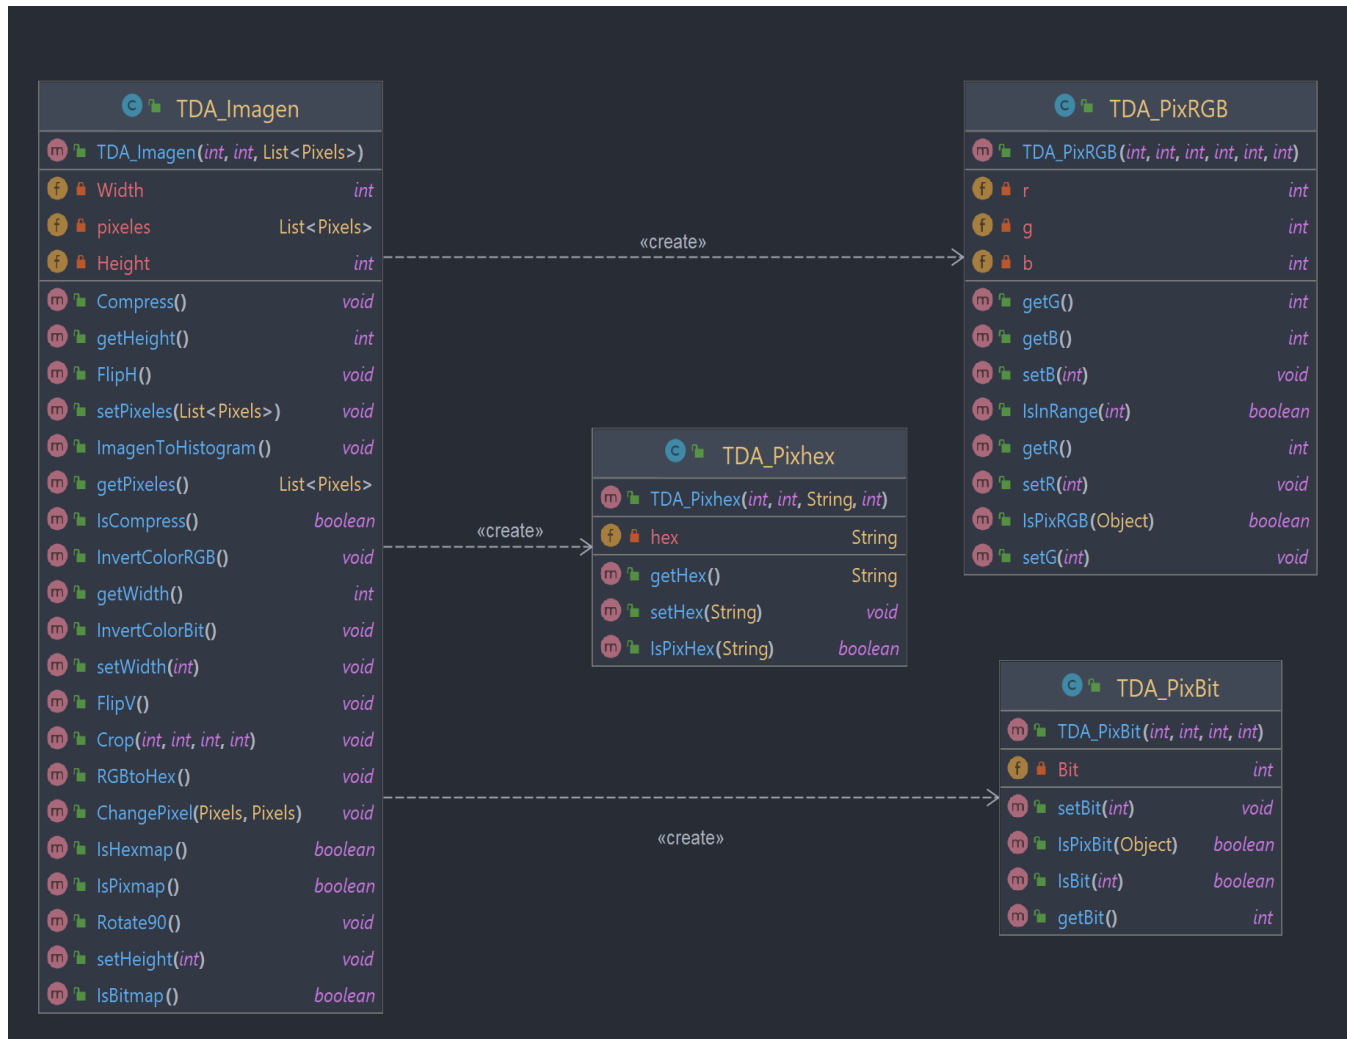 TDA_Imagen
TDA_Imagen(int, int, List<Pixels>)
Width int
pixeles List<Pixels>
Height int
Compress() void
getHeight() int
FlipH() void
setPixeles(List<Pixels>) void
ImagenToHistogram() void
getPixeles() List<Pixels>
IsCompress() boolean
InvertColorRGB() void
getWidth() int
InvertColorBit() void
setWidth(int) void
FlipV() void
Crop(int, int, int, int) void
RGBtoHex() void
ChangePixel(Pixels, Pixels) void
IsHexmap() boolean
IsPixmap() boolean
Rotate90() void
setHeight(int) void
IsBitmap() boolean
«create»
«create»
«create»
TDA_Pixhex
TDA_Pixhex(int, int, String, int)
hex String
getHex() String
setHex(String) void
IsPixHex(String) boolean
TDA_PixRGB
TDA_PixRGB(int, int, int, int, int, int)
r int
g int
b int
getG() int
getB() int
setB(int) void
IsInRange(int) boolean
getR() int
setR(int) void
IsPixRGB(Object) boolean
setG(int) void
TDA_PixBit
TDA_PixBit(int, int, int, int)
Bit int
setBit(int) void
IsPixBit(Object) boolean
IsBit(int) boolean
getBit() int